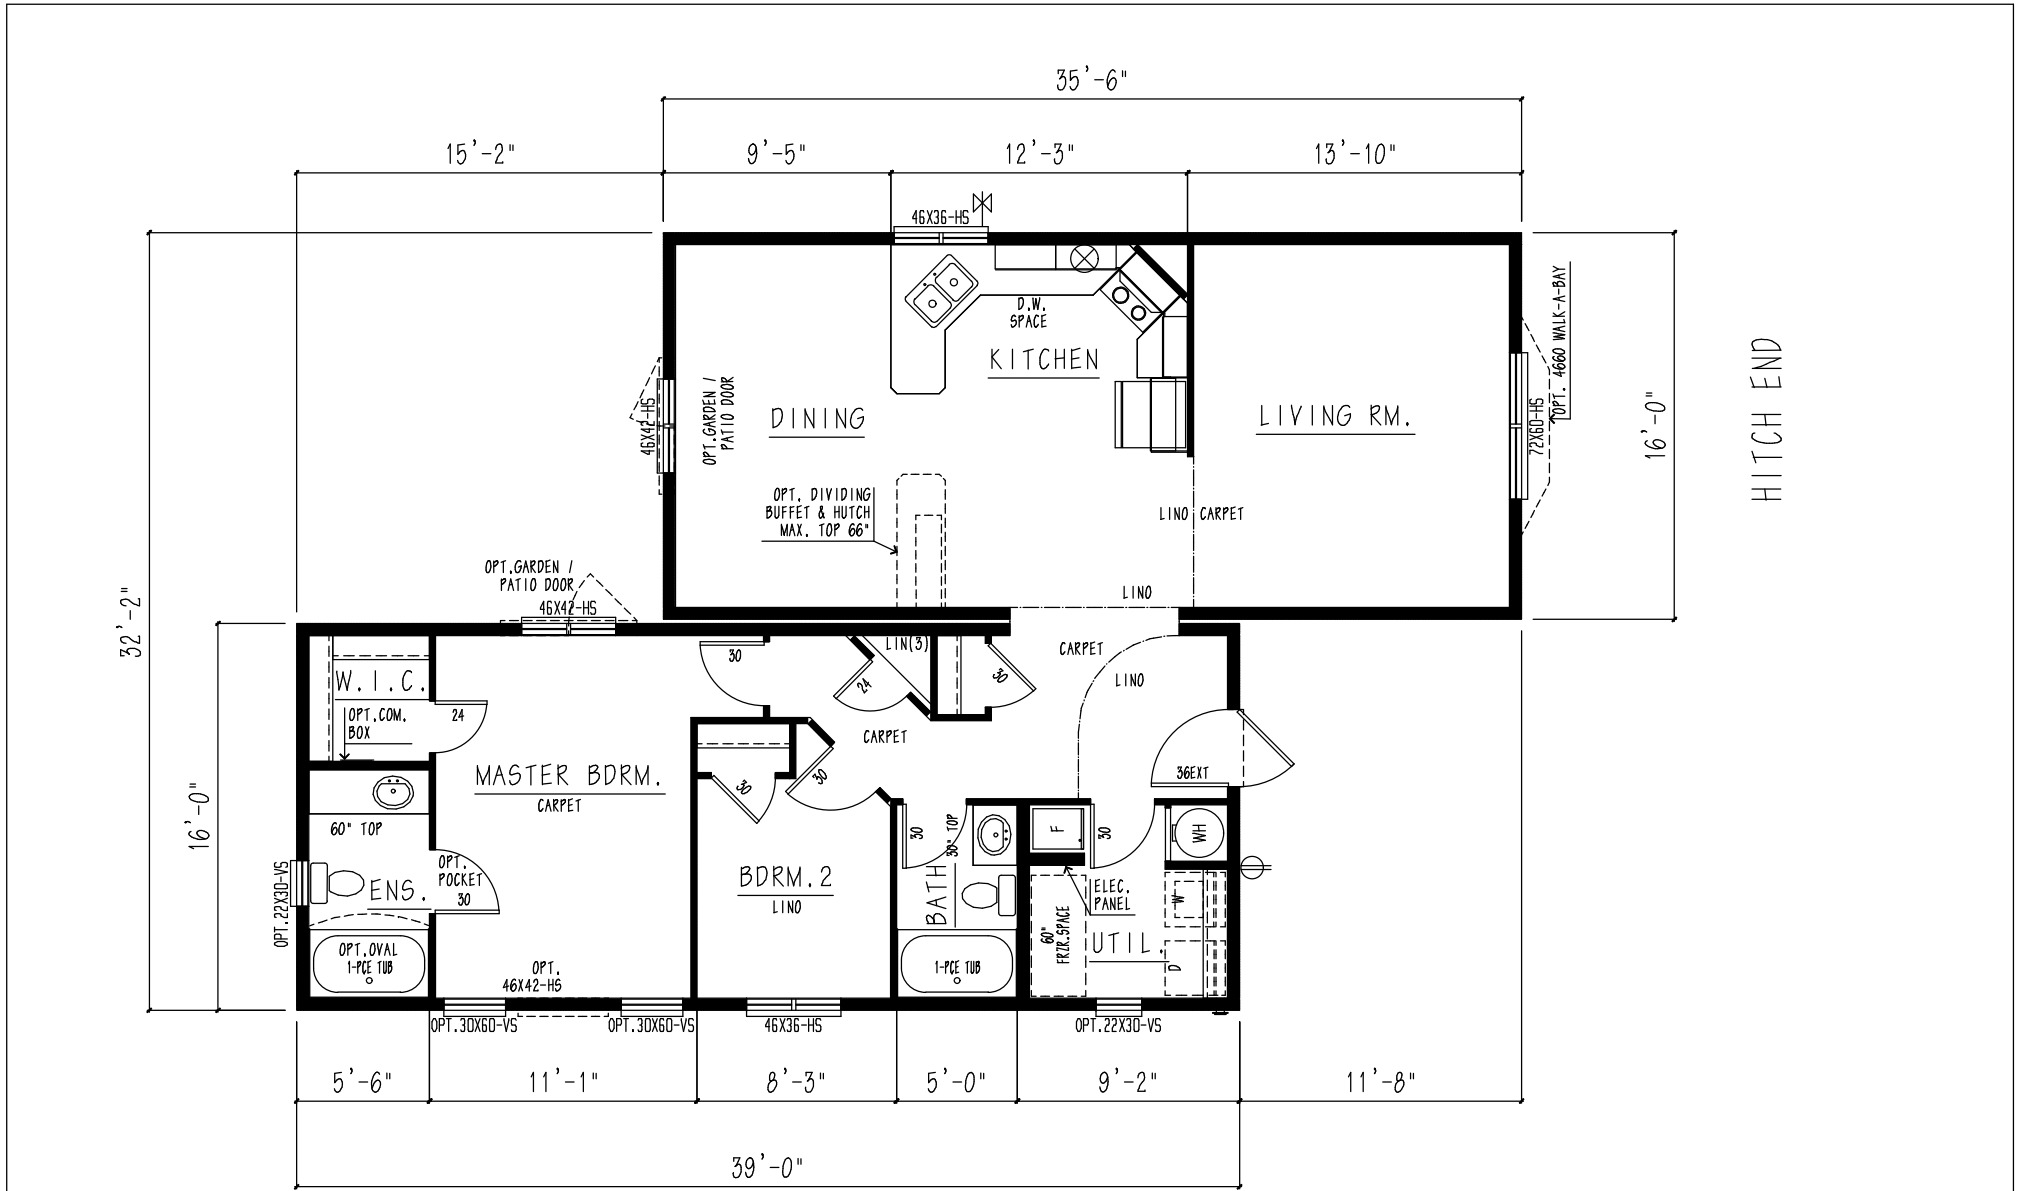 35'-6"
15'-2"
9'-5"
12'-3"
13'-10"
46X36-HS
D.W.
SPACE
KITCHEN
DINING
LIVING RM.
OPT.GARDEN /
PATIO DOOR
46X42-HS
OPT. 4660 WALK-A-BAY
72X60-HS
16'-0"
HITCH END
OPT. DIVIDING
BUFFET & HUTCH
MAX. TOP 66"
LINO
CARPET
LINO
32'-2"
OPT.GARDEN /
PATIO DOOR
46X42-HS
30
LIN(3)
24
30
CARPET
LINO
W.I.C.
OPT.COM.
BOX
24
CARPET
MASTER BDRM.
CARPET
30
30
36EXT
16'-0"
60" TOP
OPT.
POCKET
30
ENS.
OPT.22X30-VS
OPT.OVAL
1-PCE TUB
BDRM.2
LINO
30
30" TOP
BATH
1-PCE TUB
F
30
WH
ELEC.
PANEL
60"
FRZR.SPACE
UTIL.
W
D
OPT.
46X42-HS
OPT.30X60-VS
OPT.30X60-VS
46X36-HS
OPT.22X30-VS
5'-6"
11'-1"
8'-3"
5'-0"
9'-2"
11'-8"
39'-0"